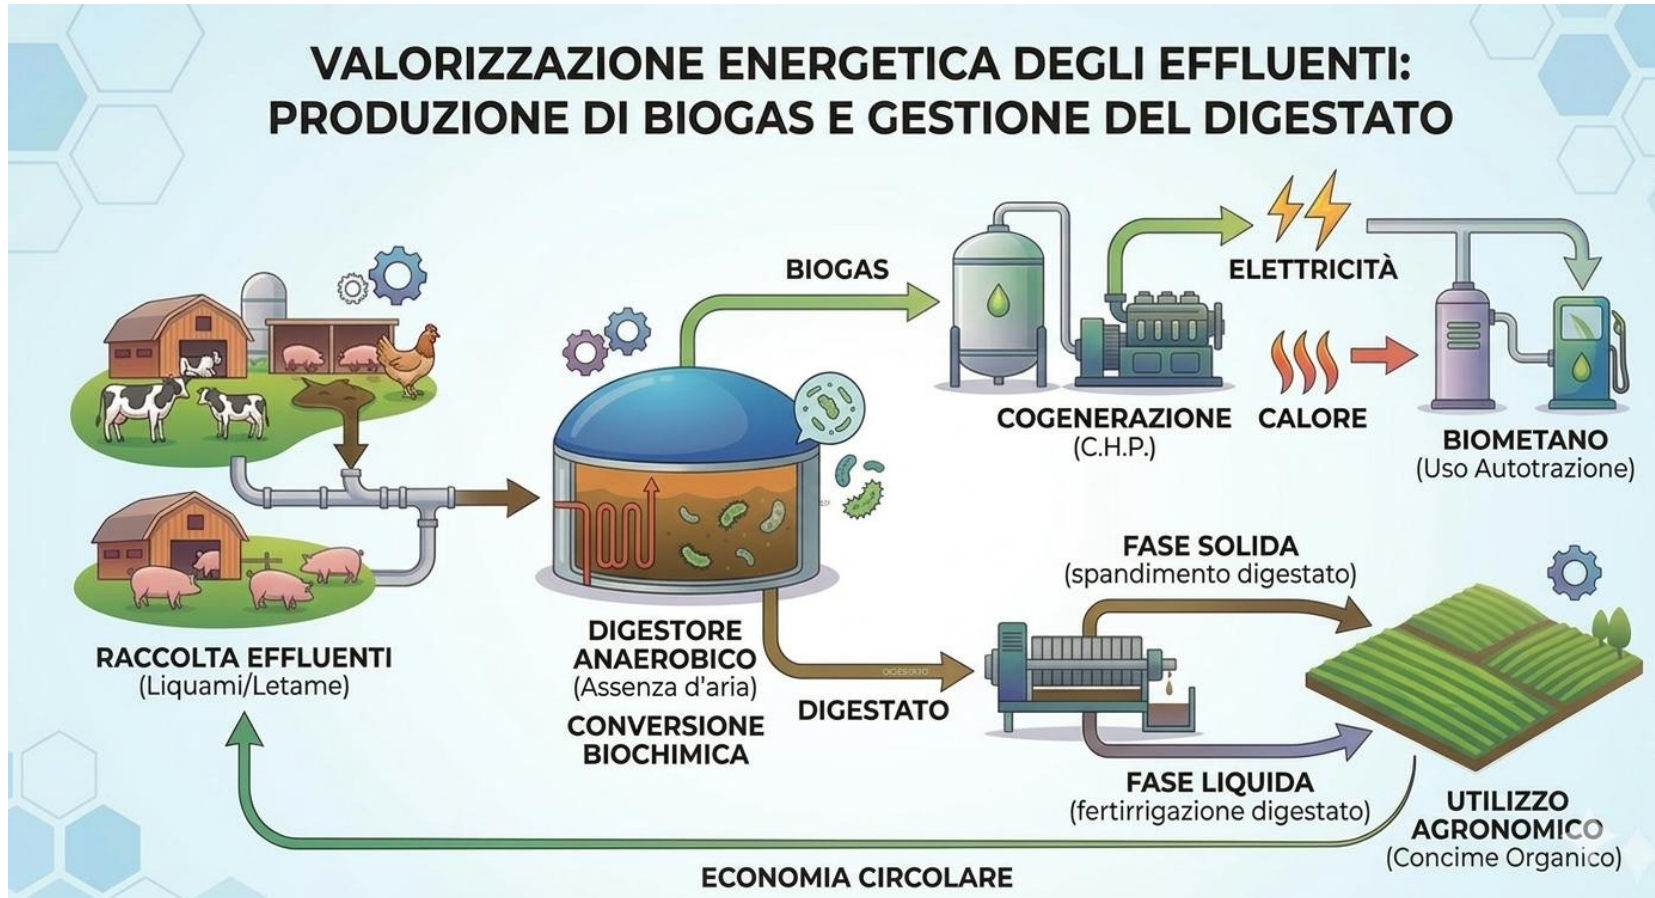 VALORIZZAZIONE ENERGETICA DEGLI EFFLUENTI:
PRODUZIONE DI BIOGAS E GESTIONE DEL DIGESTATO
BIOGAS
ELETTRICITÀ
COGENERAZIONE
(C.H.P.)
CALORE
BIOMETANO
(Uso Autotrazione)
RACCOLTA EFFLUENTI
(Liquami/Letame)
DIGESTORE
ANAEROBICO
(Assenza d'aria)
CONVERSIONE
BIOCHIMICA
DIGESTATO
DIGESTATO
FASE SOLIDA
(spandimento digestato)
FASE LIQUIDA
(fertirrigazione digestato)
UTILIZZO
AGRONOMICO
(Concime Organico)
ECONOMIA CIRCOLARE